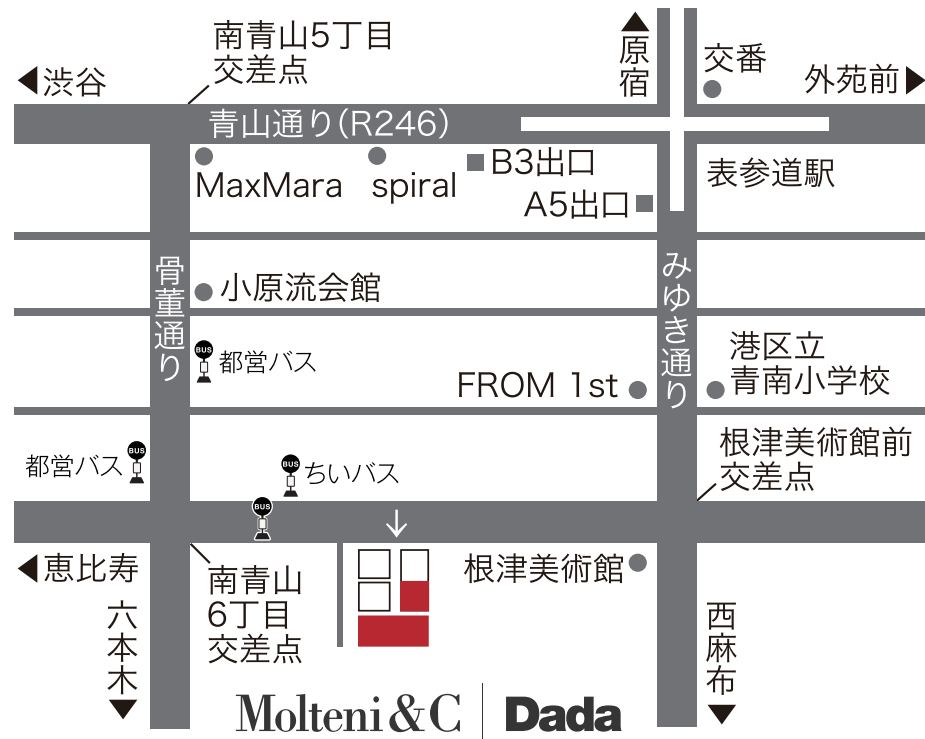 南青山5丁目
交差点
原宿
交番
渋谷
外苑前
青山通り(R246)
MaxMara
spiral
B3出口
A5出口
表参道駅
骨董通り
みゆき通り
小原流会館
BUS
都営バス
FROM 1st
港区立
青南小学校
根津美術館前
交差点
BUS
都営バス
BUS
ちいバス
BUS
恵比寿
南青山
6丁目
交差点
根津美術館
六本木
西麻布
Molteni&C
Dada